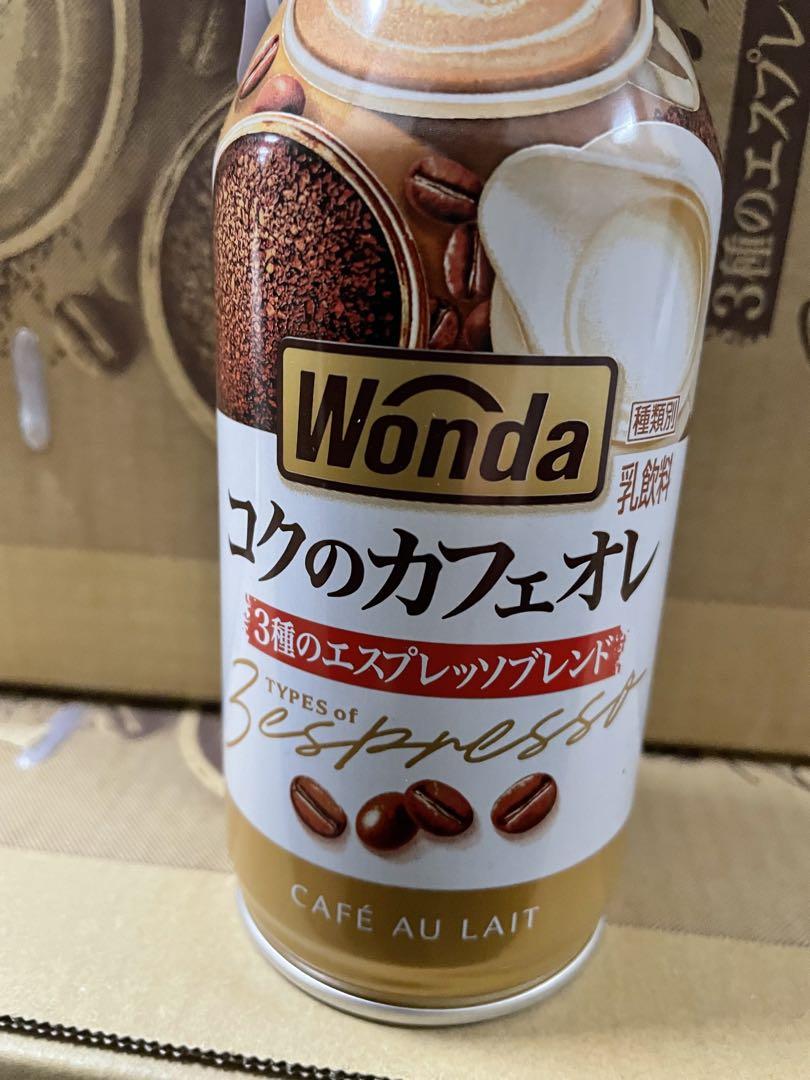 3種のエスプレ
Wonda
種類別
乳飲料
コクのカフェオレ
3種のエスプレッソブレンド
TYPES of
3espresso
CAFÉ AU LAIT